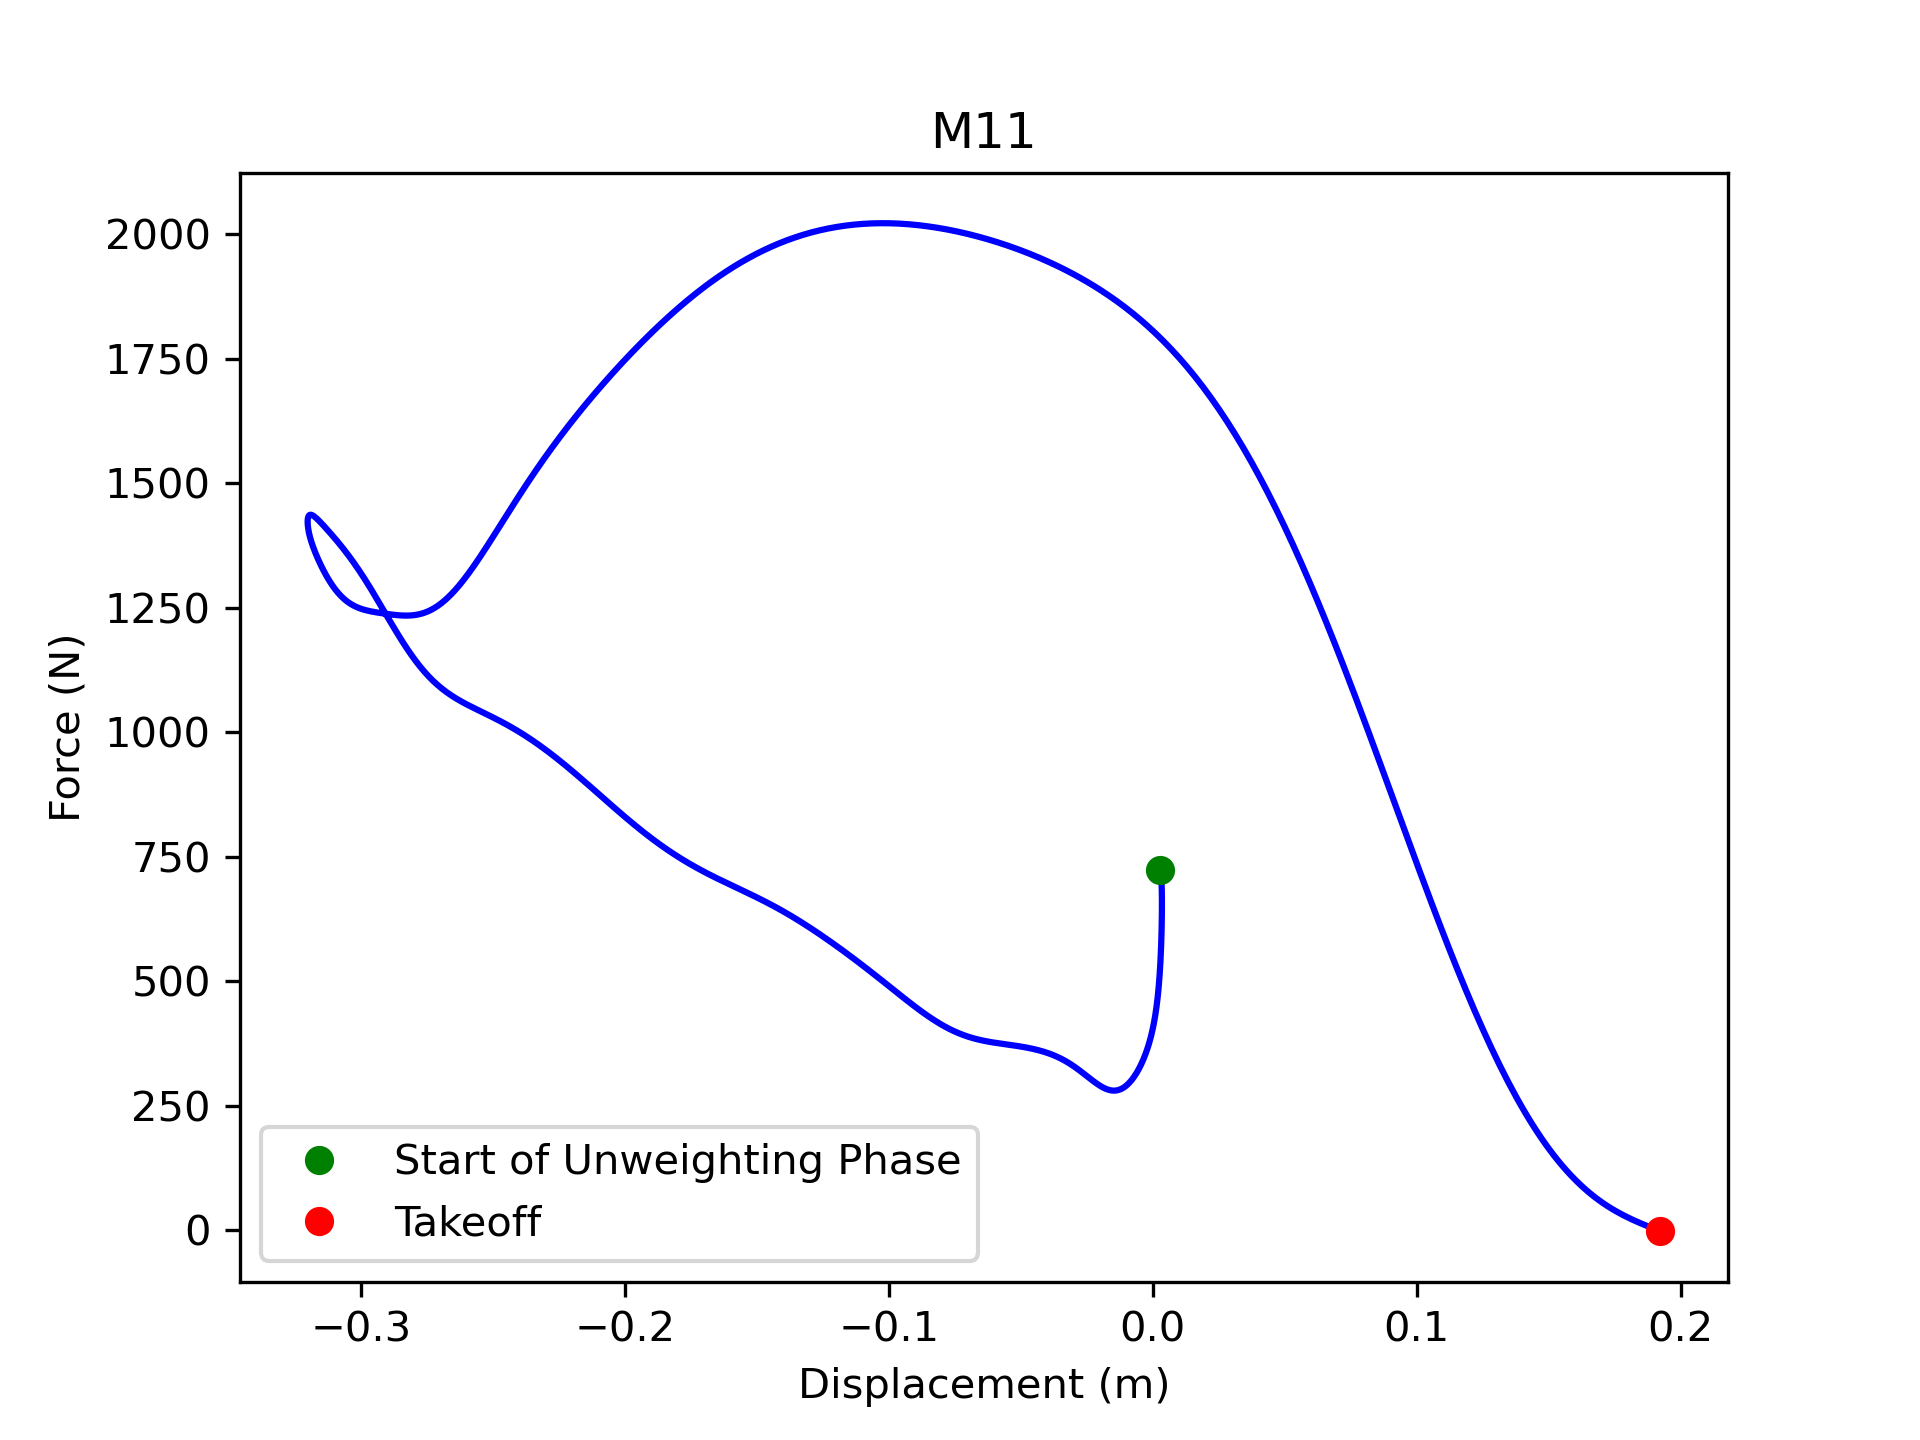 M11
2000
1750
1500
1250
1000
750
500
250
0
Force (N)
Start of Unweighting Phase
Takeoff
−0.3 −0.2 −0.1 0.0 0.1 0.2
Displacement (m)